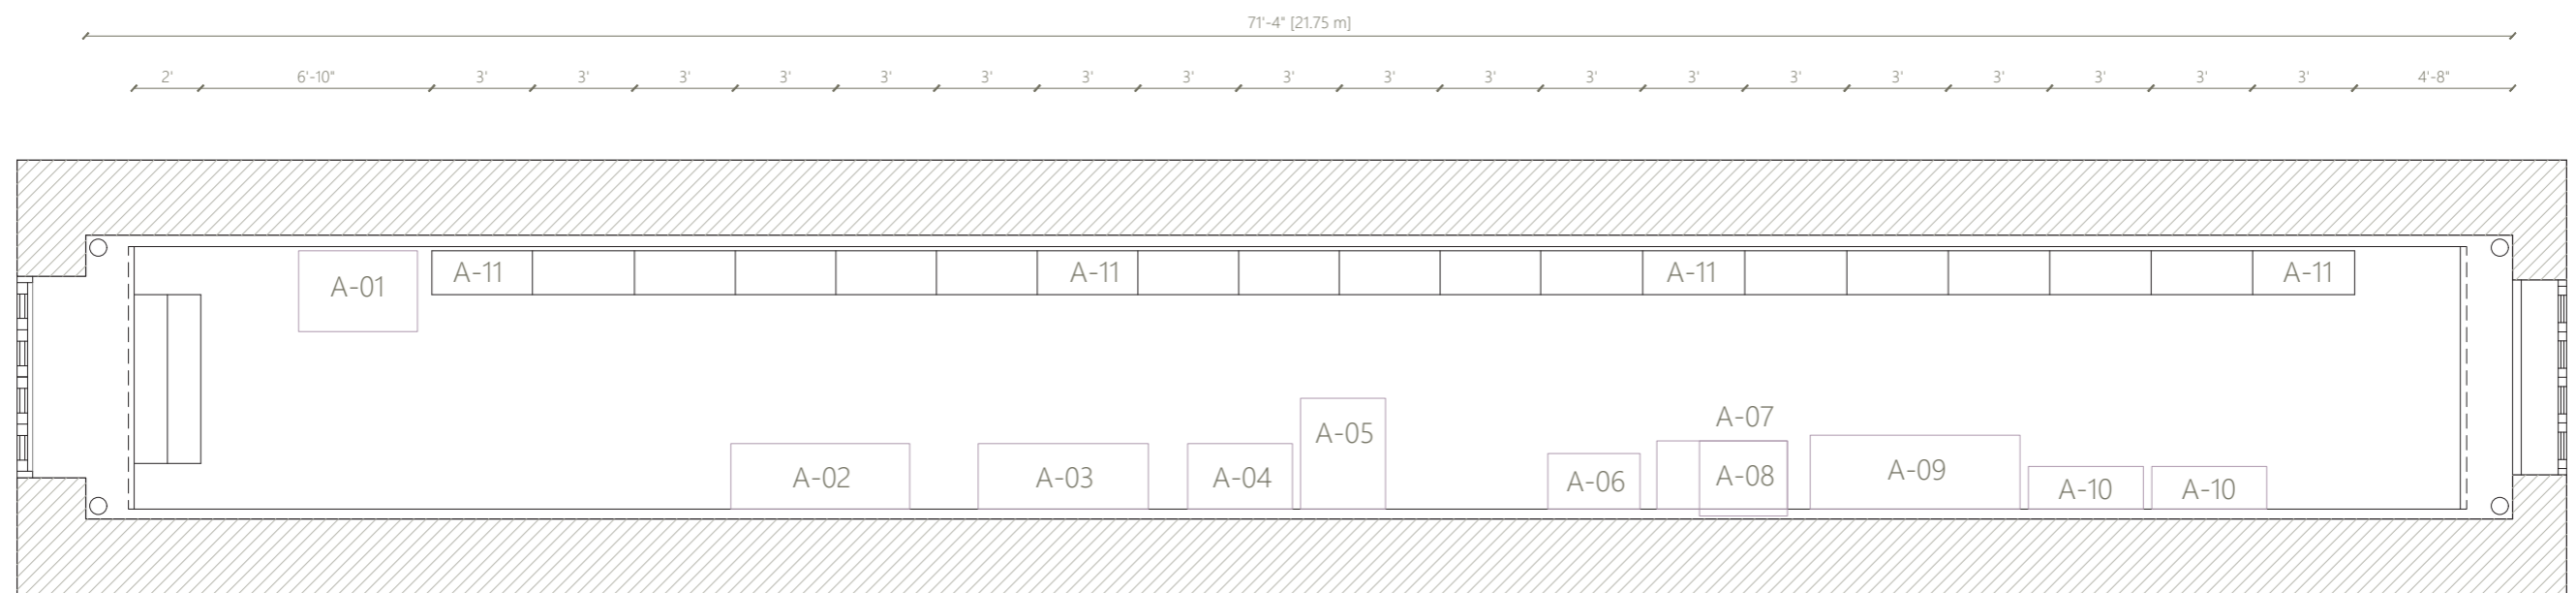 71'-4" [21.75 m]
2' 6'-10" 3' 3' 3' 3' 3' 3' 3' 3' 3' 3' 3' 3' 3' 3' 3' 3' 3' 3' 3' 4'-8"
A-01 A-11 A-11 A-11 A-11
A-07
A-05
A-02 A-03 A-04 A-06 A-08 A-09 A-10 A-10